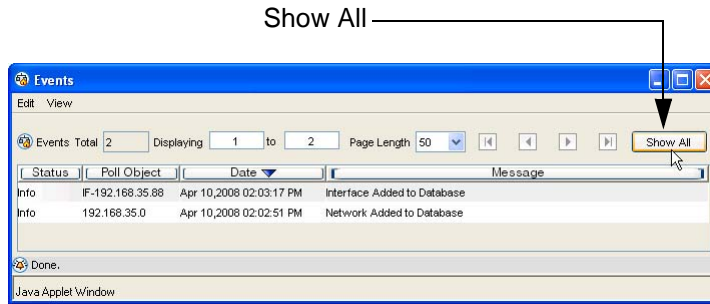 Show All
Events
Edit View
Events Total 2 Displaying 1 to 2 Page Length 50 Show All
Status Poll Object Date Message
Info IF-192.168.35.88 Apr 10,2008 02:03:17 PM Interface Added to Database
Info 192.168.35.0 Apr 10,2008 02:02:51 PM Network Added to Database
Done.
Java Applet Window